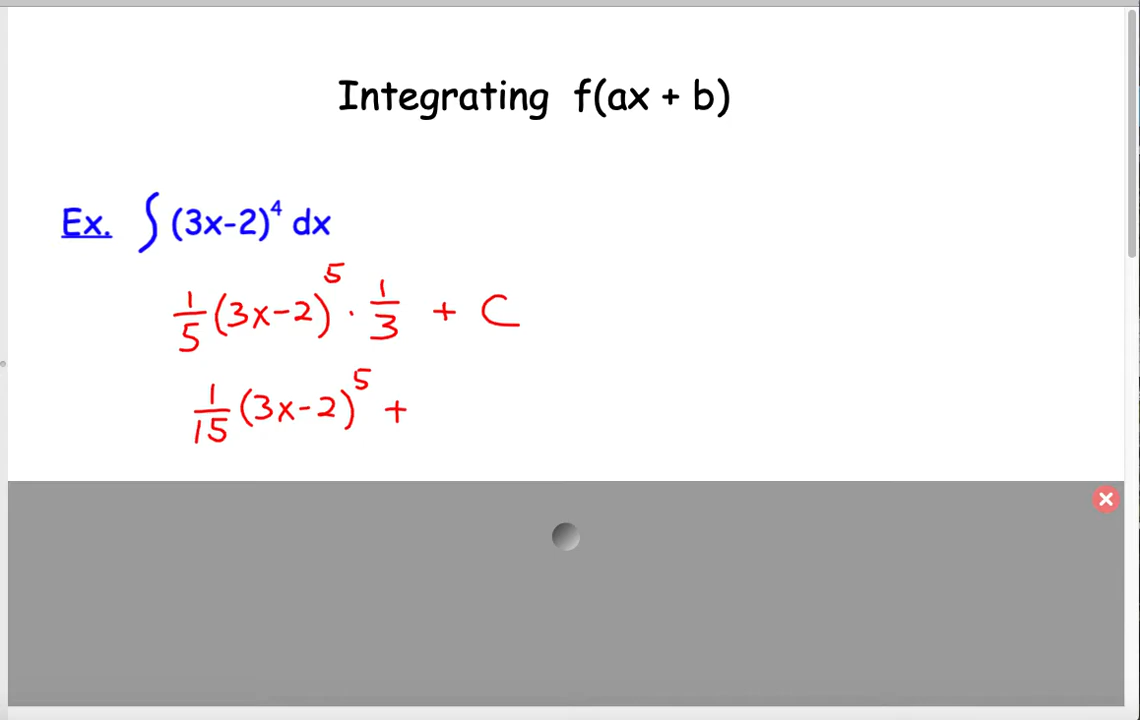 Integrating f(ax + b)
Ex. ∫ (3x-2)⁴ dx
1/5 (3x-2)⁵ · 1/3 + C
1/15 (3x-2)⁵ +